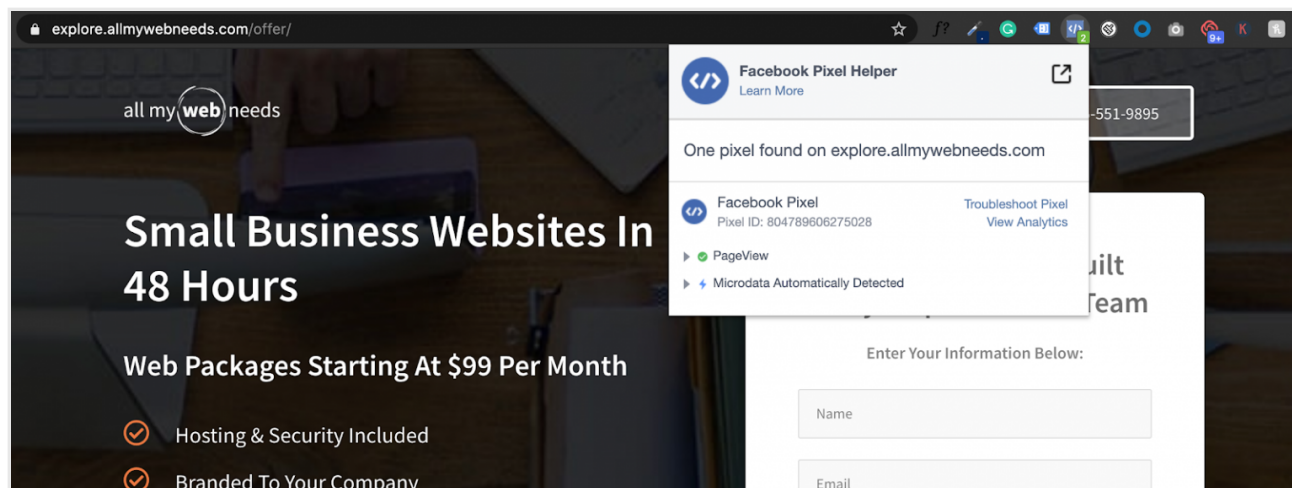 explore.allmywebneeds.com/offer/
f?
G
2
9+
K
Facebook Pixel Helper
Learn More
all my web needs
-551-9895
One pixel found on explore.allmywebneeds.com
Facebook Pixel
Troubleshoot Pixel
Pixel ID: 804789606275028
View Analytics
PageView
Microdata Automatically Detected
Small Business Websites In
48 Hours
uilt
Team
Web Packages Starting At $99 Per Month
Enter Your Information Below:
Name
Hosting & Security Included
Branded To Your Company
Email